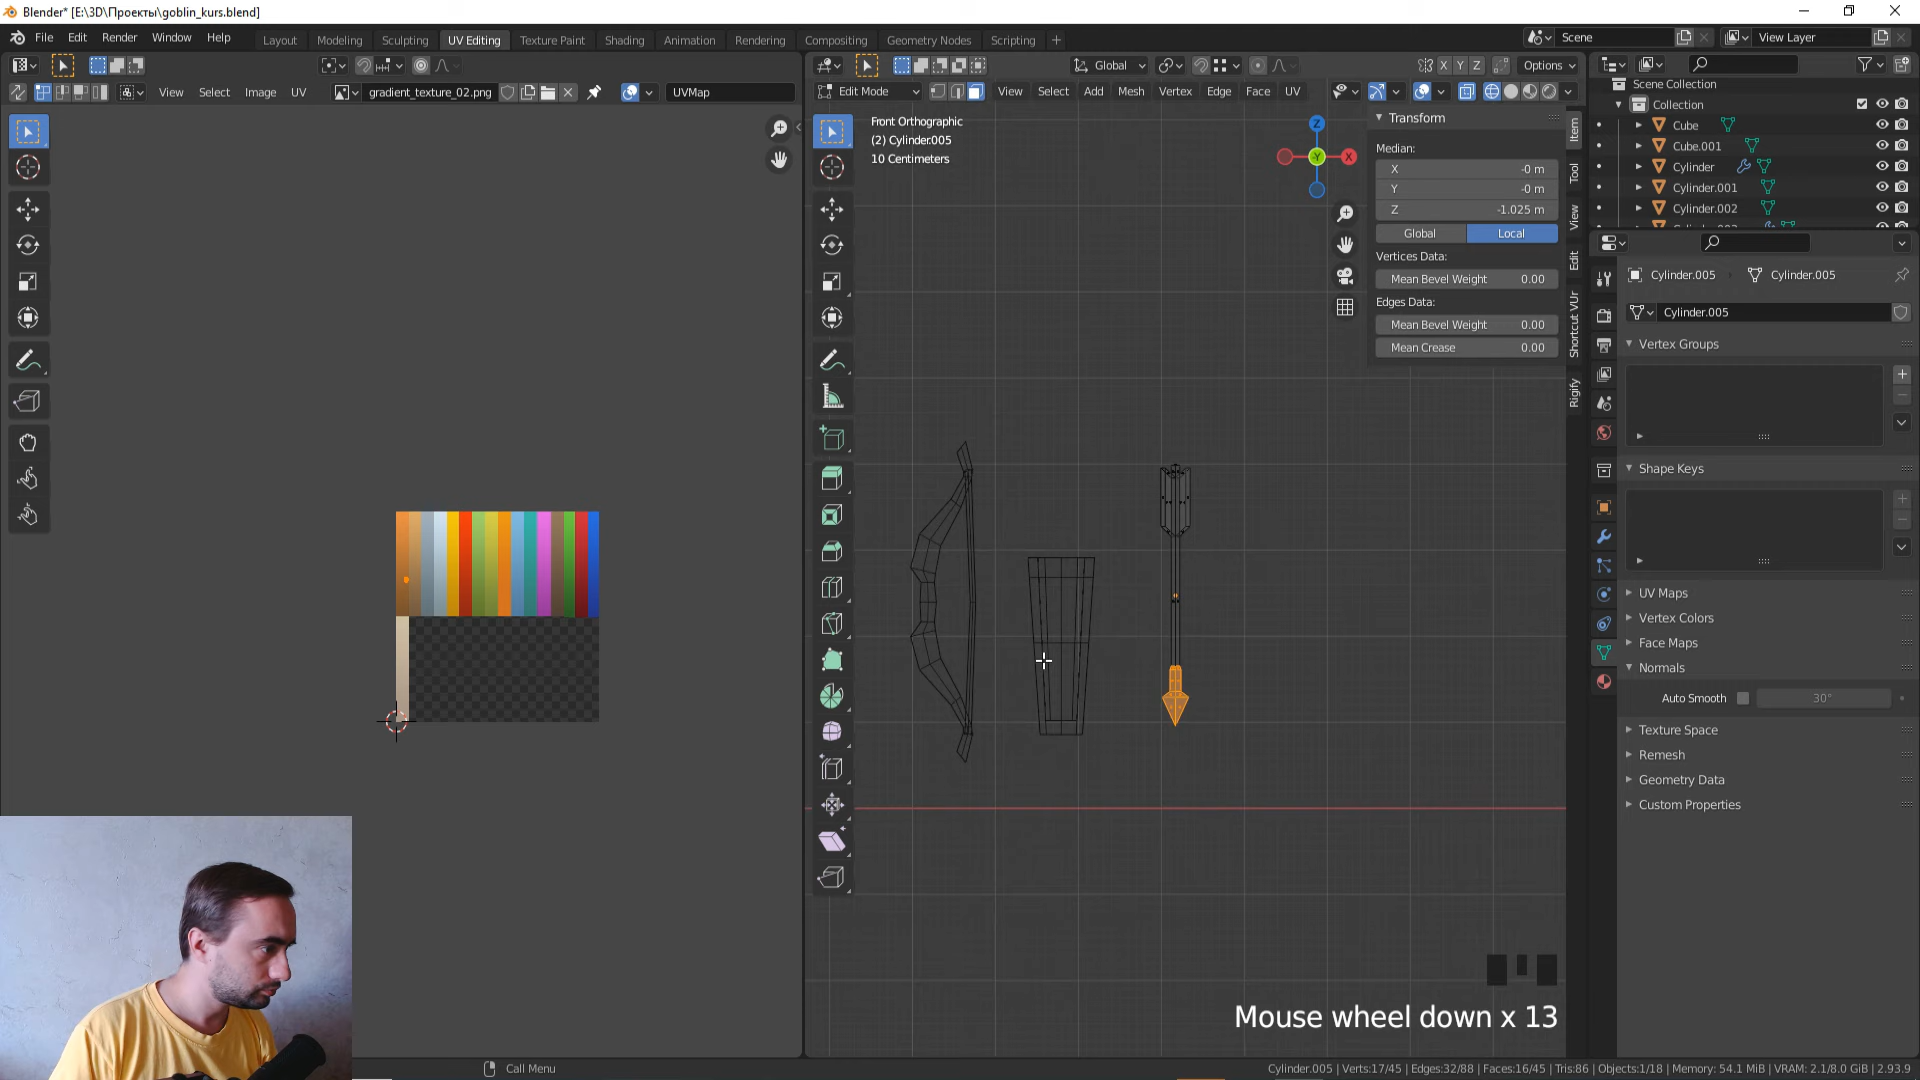 Blender* [E:\3D\Проекты\goblin_kurs.blend]
File Edit Render Window Help
Layout Modeling Sculpting UV Editing Texture Paint Shading Animation Rendering Compositing Geometry Nodes Scripting +
Scene
View Layer
Global
X Y Z
Options
View Select Image UV
gradient_texture_02.png
UVMap
Edit Mode
View Select Add Mesh Vertex Edge Face UV
Scene Collection
Collection
Cube
Cube.001
Cylinder
Cylinder.001
Cylinder.002
Front Orthographic
(2) Cylinder.005
10 Centimeters
Z
Y
X
Transform
Median:
X -0 m
Y -0 m
Z -1.025 m
Global Local
Vertices Data:
Mean Bevel Weight 0.00
Edges Data:
Mean Bevel Weight 0.00
Mean Crease 0.00
Item
Tool
View
Edit
Shortcut VUr
Rigify
Cylinder.005 Cylinder.005
Cylinder.005
Vertex Groups
Shape Keys
UV Maps
Vertex Colors
Face Maps
Normals
Auto Smooth 30°
Texture Space
Remesh
Geometry Data
Custom Properties
Mouse wheel down x 13
Call Menu
Cylinder.005 | Verts:17/45 | Edges:32/88 | Faces:16/45 | Tris:86 | Objects:1/18 | Memory: 54.1 MiB | VRAM: 2.1/8.0 GiB | 2.93.9